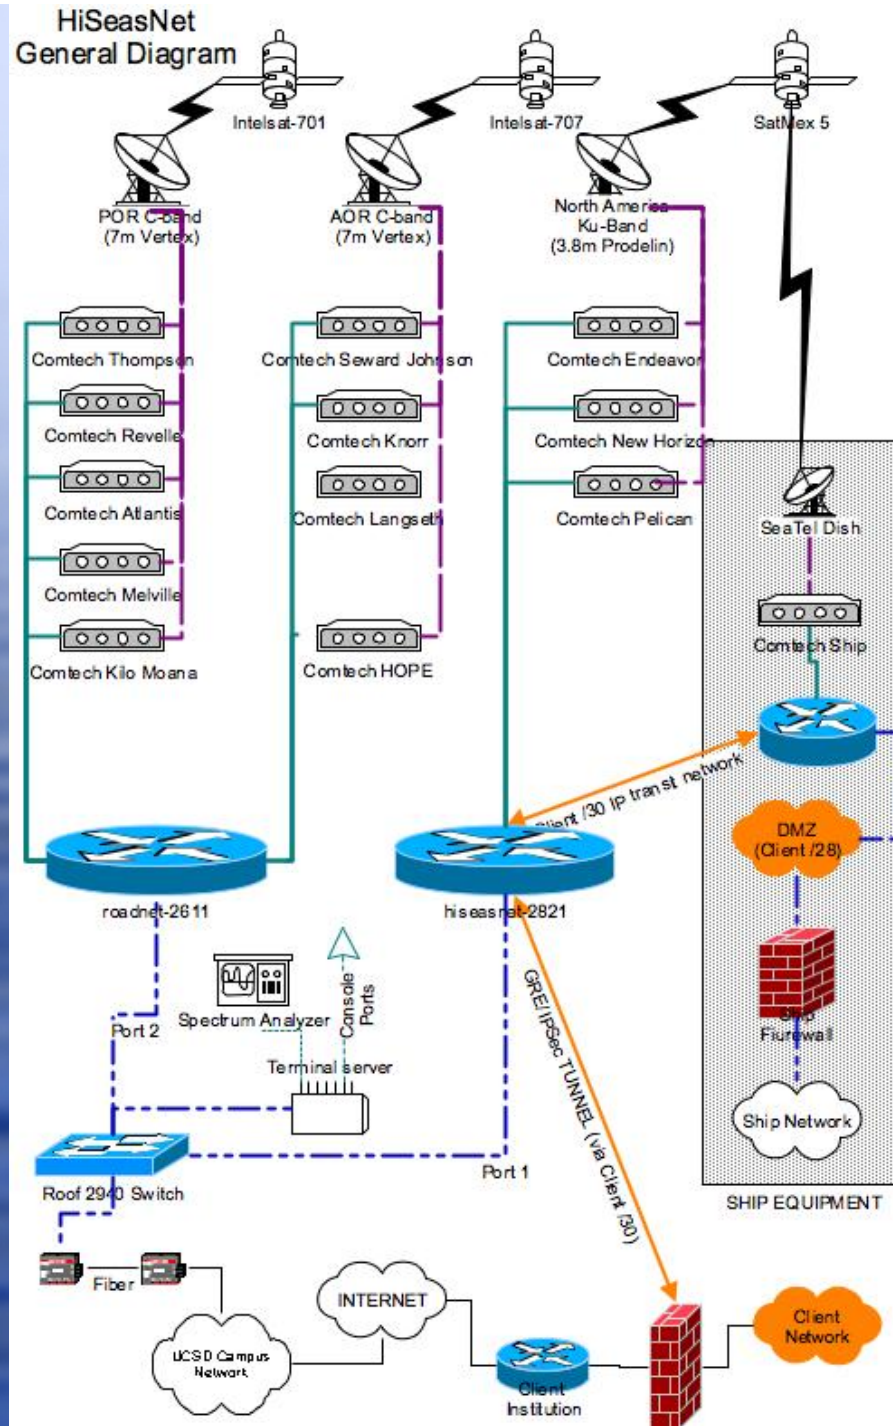 HiSeasNet
General Diagram
Intelsat-701
Intelsat-707
SatMex 5
POR C-band
(7m Vertex)
AOR C-band
(7m Vertex)
North America
Ku-Band
(3.8m Prodelin)
Comtech Thompson
Comtech Seward Johnson
Comtech Endeavor
Comtech Revelle
Comtech Knorr
Comtech New Horizon
Comtech Atlantis
Comtech Langseth
Comtech Pelican
SeaTel Dish
Comtech Melville
Comtech Kilo Moana
Comtech HOPE
Comtech Ship
Client /30 IP transt network
DMZ
(Client /28)
roadnet-2611
hiseasnet-2821
Spectrum Analyzer
Console
Ports
Port 2
Terminal server
GRE/IPSec TUNNEL (via Client /30)
Ship
Fiurewall
Ship Network
Port 1
Roof 2940 Switch
SHIP EQUIPMENT
Fiber
INTERNET
UCSD Campus
Network
Client
Institution
Client
Network